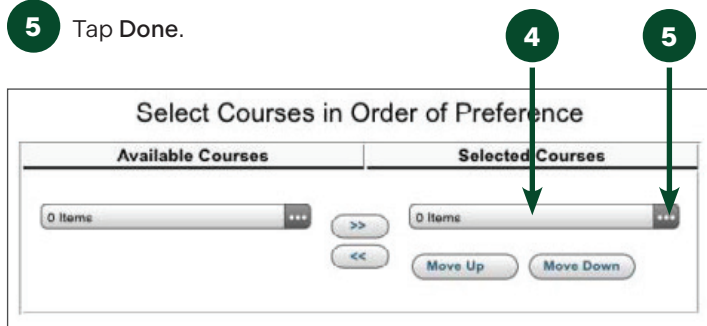 5 Tap Done.
4 5
Select Courses in Order of Preference
Available Courses Selected Courses
0 Items ... >> 0 Items ...
<<
Move Up Move Down